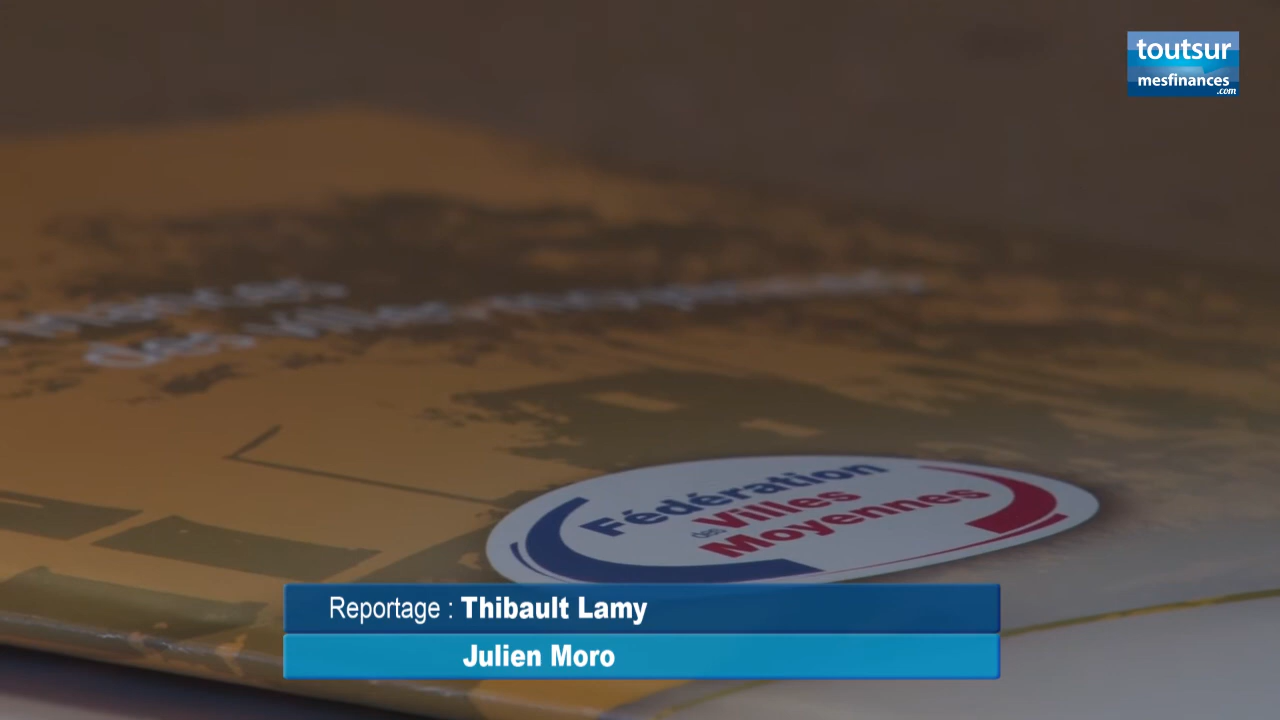 toutsur
mesfinances
.com
Fédération
des Villes
Moyennes
Reportage : Thibault Lamy
Julien Moro